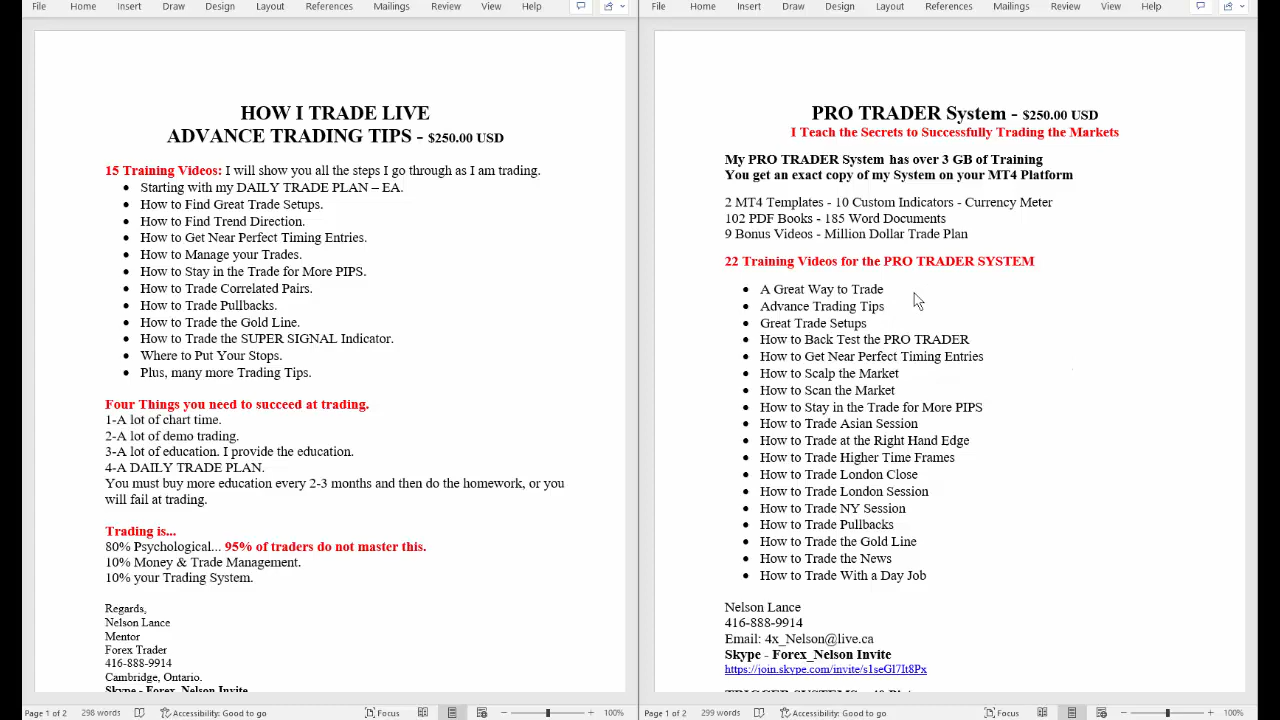 File Home Insert Draw Design Layout References Mailings Review View Help
HOW I TRADE LIVE
ADVANCE TRADING TIPS - $250.00 USD
15 Training Videos: I will show you all the steps I go through as I am trading.
• Starting with my DAILY TRADE PLAN – EA.
• How to Find Great Trade Setups.
• How to Find Trend Direction.
• How to Get Near Perfect Timing Entries.
• How to Manage your Trades.
• How to Stay in the Trade for More PIPS.
• How to Trade Correlated Pairs.
• How to Trade Pullbacks.
• How to Trade the Gold Line.
• How to Trade the SUPER SIGNAL Indicator.
• Where to Put Your Stops.
• Plus, many more Trading Tips.
Four Things you need to succeed at trading.
1-A lot of chart time.
2-A lot of demo trading.
3-A lot of education. I provide the education.
4-A DAILY TRADE PLAN.
You must buy more education every 2-3 months and then do the homework, or you
will fail at trading.
Trading is...
80% Psychological... 95% of traders do not master this.
10% Money & Trade Management.
10% your Trading System.
Regards,
Nelson Lance
Mentor
Forex Trader
416-888-9914
Cambridge, Ontario.
Skype - Forex_Nelson Invite
Page 1 of 2 298 words Accessibility: Good to go Focus 100%
File Home Insert Draw Design Layout References Mailings Review View Help
PRO TRADER System - $250.00 USD
I Teach the Secrets to Successfully Trading the Markets
My PRO TRADER System has over 3 GB of Training
You get an exact copy of my System on your MT4 Platform
2 MT4 Templates - 10 Custom Indicators - Currency Meter
102 PDF Books - 185 Word Documents
9 Bonus Videos - Million Dollar Trade Plan
22 Training Videos for the PRO TRADER SYSTEM
• A Great Way to Trade
• Advance Trading Tips
• Great Trade Setups
• How to Back Test the PRO TRADER
• How to Get Near Perfect Timing Entries
• How to Scalp the Market
• How to Scan the Market
• How to Stay in the Trade for More PIPS
• How to Trade Asian Session
• How to Trade at the Right Hand Edge
• How to Trade Higher Time Frames
• How to Trade London Close
• How to Trade London Session
• How to Trade NY Session
• How to Trade Pullbacks
• How to Trade the Gold Line
• How to Trade the News
• How to Trade With a Day Job
Nelson Lance
416-888-9914
Email: 4x_Nelson@live.ca
Skype - Forex_Nelson Invite
https://join.skype.com/invite/s1seGl7It8Px
TRIGGER SYSTEMS
Page 1 of 2 299 words Accessibility: Good to go Focus 100%